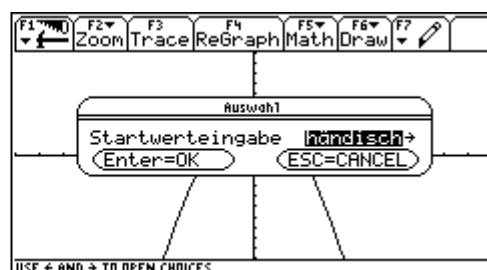 F1 F2 Zoom F3 Trace F4 ReGraph F5 Math F6 Draw F7
Auswahl
Startwerteingabe händisch→
Enter=OK ESC=CANCEL
USE ← AND → TO OPEN CHOICES